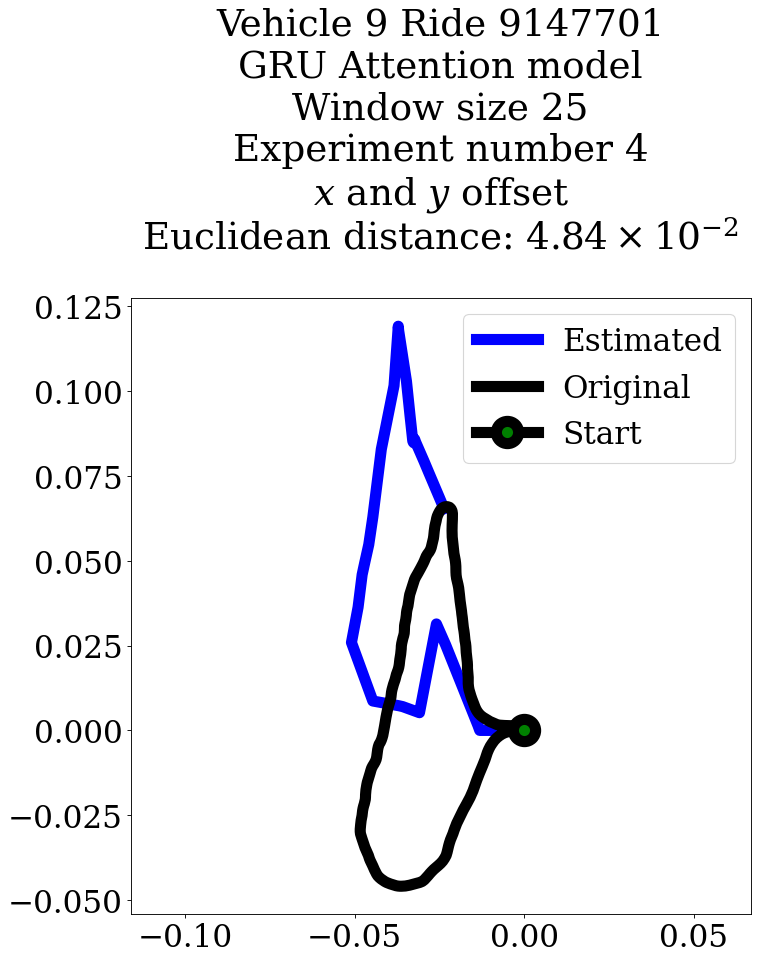 Vehicle 9 Ride 9147701
GRU Attention model
Window size 25
Experiment number 4
x and y offset
Euclidean distance: 4.84 × 10⁻²
0.125
0.100
0.075
0.050
0.025
0.000
−0.025
−0.050
Estimated
Original
Start
−0.10
−0.05
0.00
0.05